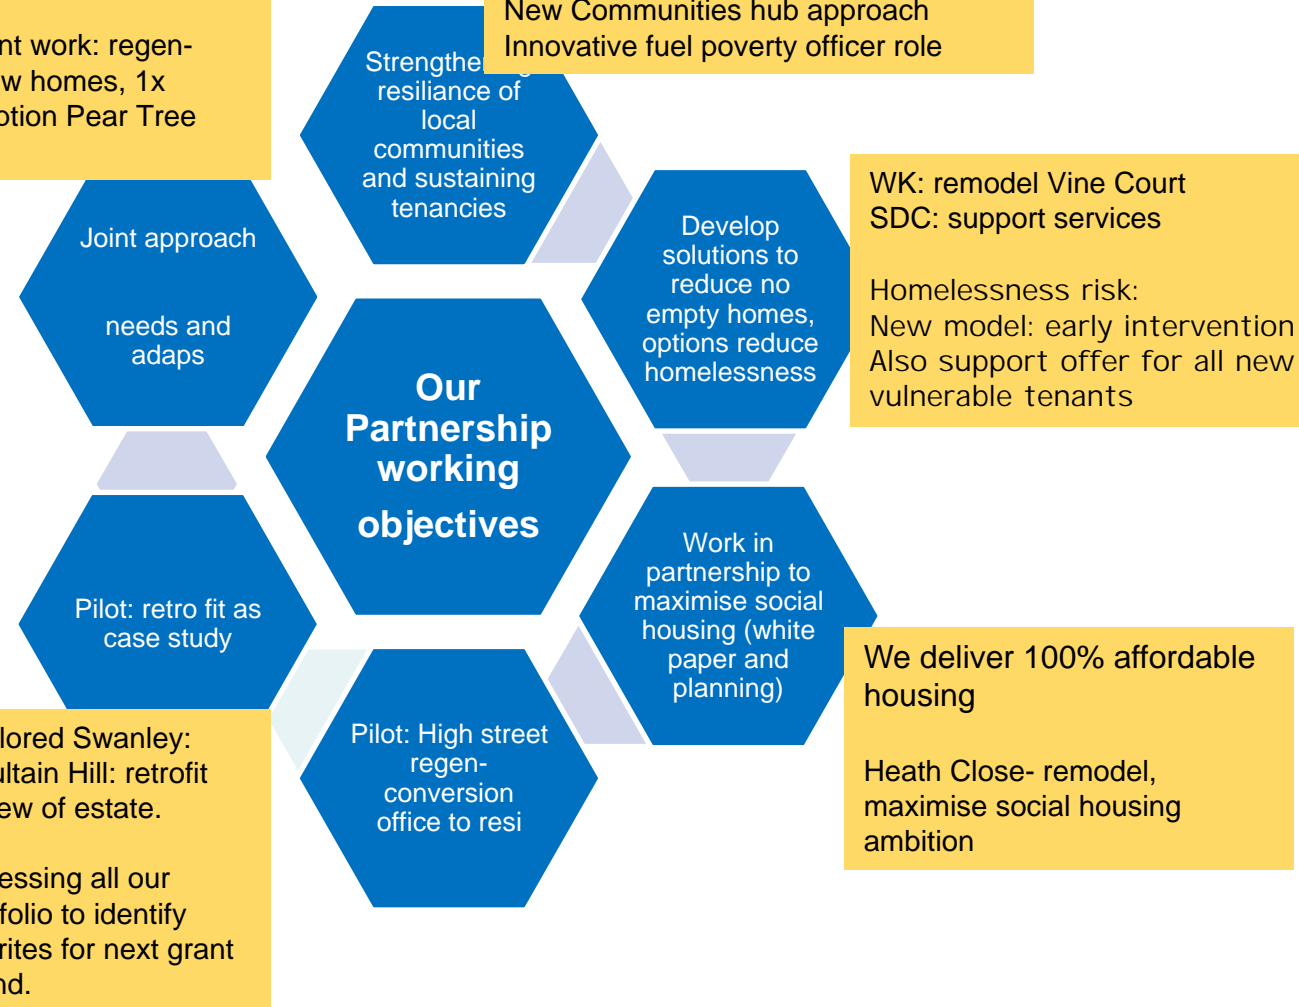 New Communities hub approach
Innovative fuel poverty officer role
nt work: regen-
w homes, 1x
otion Pear Tree
resiliance of
local
communities
and sustaining
tenancies
WK: remodel Vine Court
SDC: support services
Homelessness risk:
New model: early intervention
Also support offer for all new
vulnerable tenants
Joint approach
needs and
adaps
Develop
solutions to
reduce no
empty homes,
options reduce
homelessness
Our
Partnership
working
objectives
Pilot: retro fit as
case study
Work in
partnership to
maximise social
housing (white
paper and
planning)
We deliver 100% affordable
housing
Heath Close- remodel,
maximise social housing
ambition
Pilot: High street
regen-
conversion
office to resi
lored Swanley:
ultain Hill: retrofit
ew of estate.
essing all our
folio to identify
rites for next grant
nd.